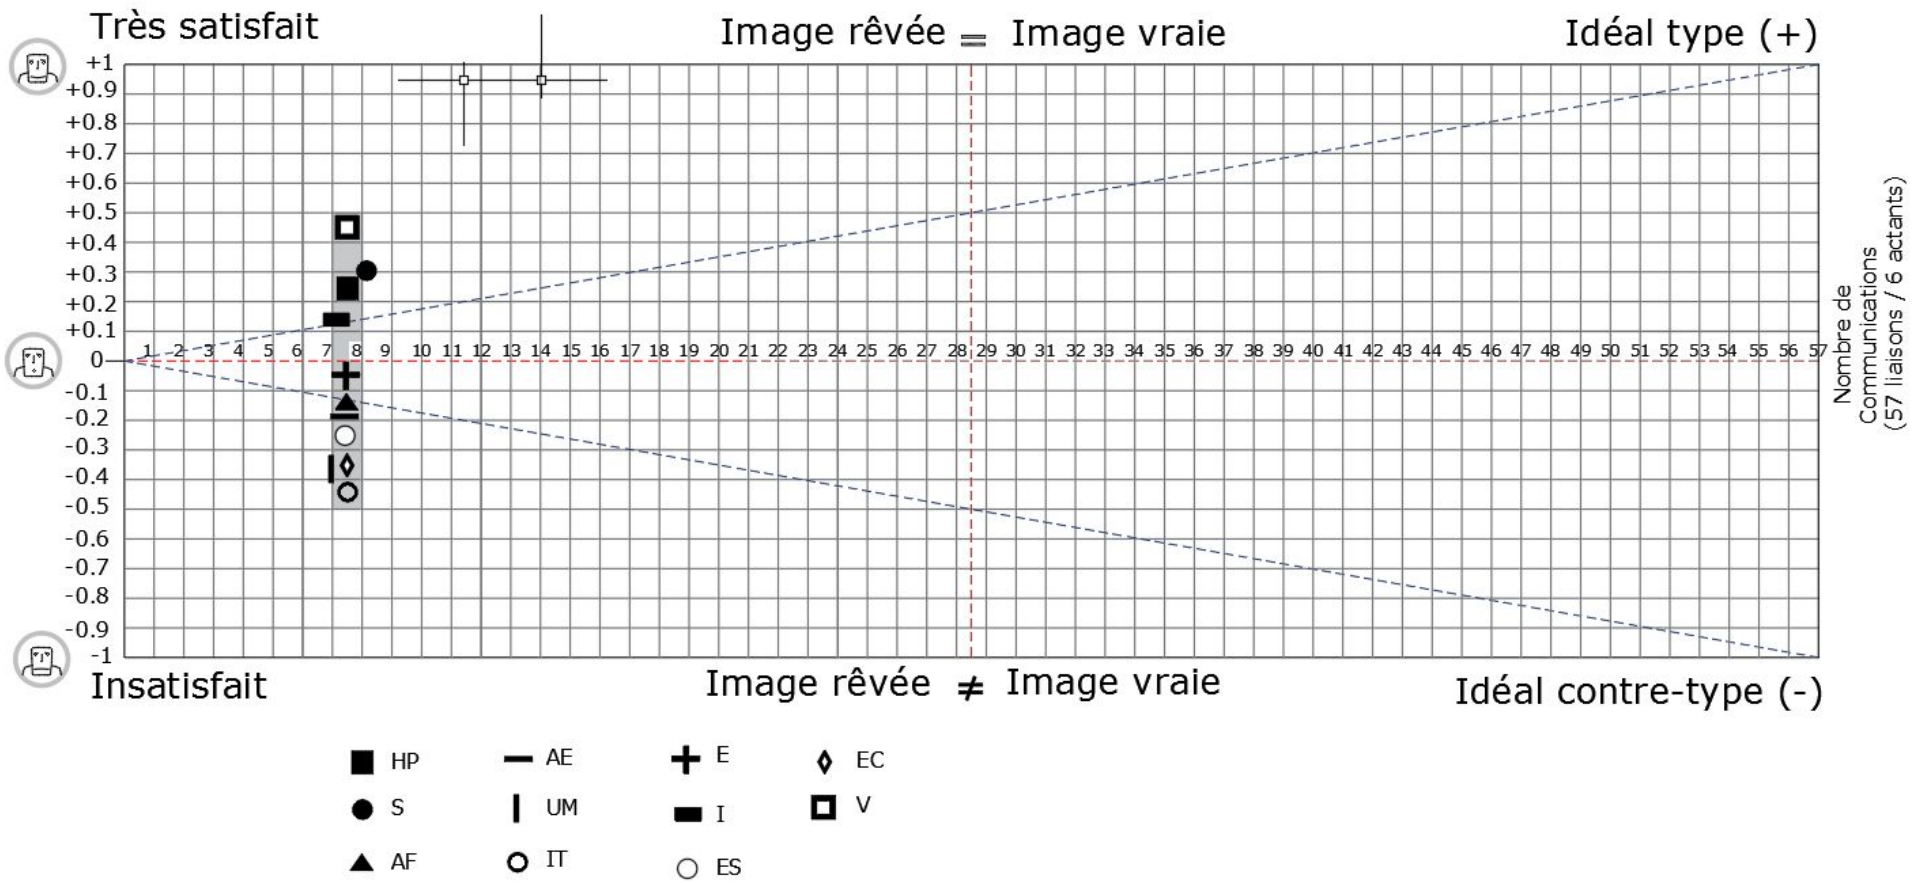 Très satisfait
Image rêvée = Image vraie
Idéal type (+)
+1
+0.9
+0.8
+0.7
+0.6
+0.5
+0.4
+0.3
+0.2
+0.1
0
1 2 3 4 5 6 7 8 9 10 11 12 13 14 15 16 17 18 19 20 21 22 23 24 25 26 27 28 29 30 31 32 33 34 35 36 37 38 39 40 41 42 43 44 45 46 47 48 49 50 51 52 53 54 55 56 57
-0.1
-0.2
-0.3
-0.4
-0.5
-0.6
-0.7
-0.8
-0.9
-1
Nombre de
Communications
(57 liaisons / 6 actants)
Insatisfait
Image rêvée ≠ Image vraie
Idéal contre-type (-)
HP
AE
E
EC
S
UM
I
V
AF
IT
ES